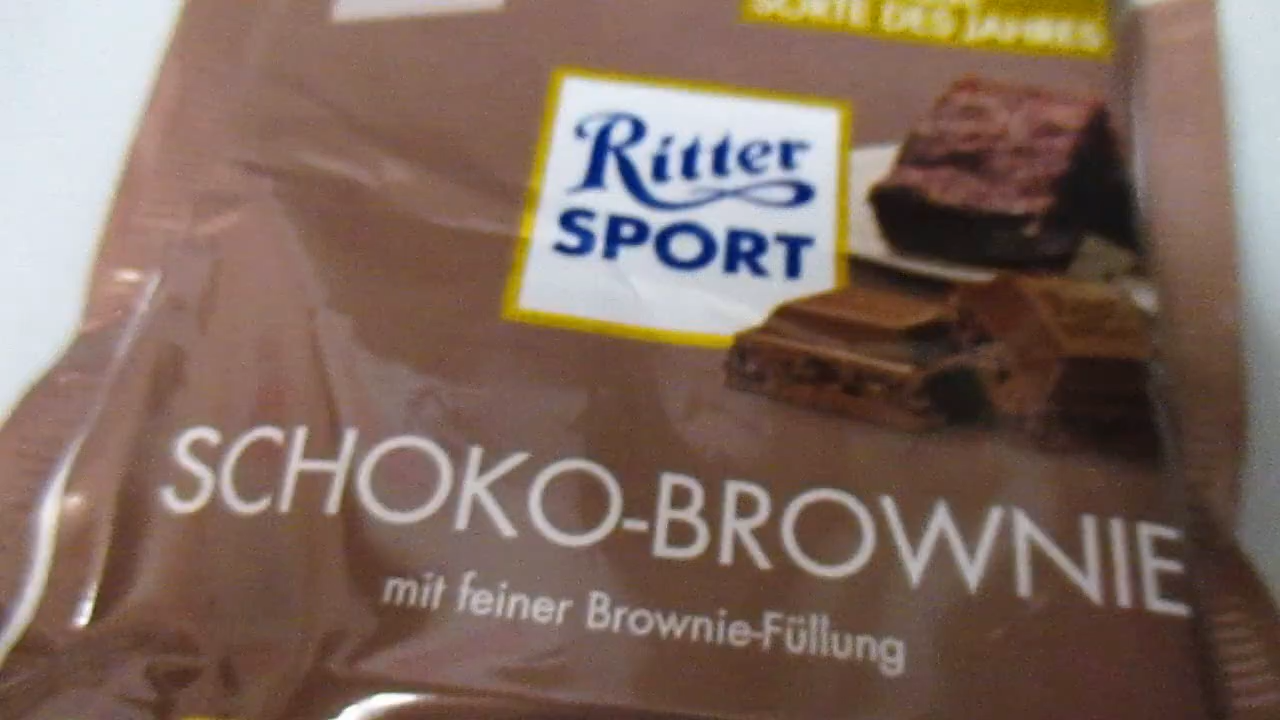 SORTE DES JAHRES
Ritter
SPORT
SCHOKO-BROWNIE
mit feiner Brownie-Füllung